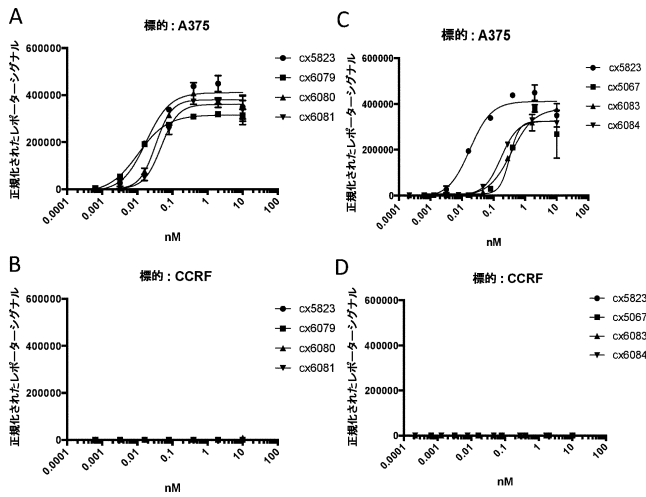 A
標的 : A375
正規化されたレポーターシグナル
600000
400000
200000
0
0.0001
0.001
0.01
0.1
1
10
100
nM
cx5823
cx6079
cx6080
cx6081
C
標的 : A375
正規化されたレポーターシグナル
600000
400000
200000
0
0.0001
0.001
0.01
0.1
1
10
100
nM
cx5823
cx5067
cx6083
cx6084
B
標的 : CCRF
正規化されたレポーターシグナル
600000
400000
200000
0
0.0001
0.001
0.01
0.1
1
10
100
nM
cx5823
cx6079
cx6080
cx6081
D
標的 : CCRF
正規化されたレポーターシグナル
600000
400000
200000
0
0.0001
0.001
0.01
0.1
1
10
100
nM
cx5823
cx5067
cx6083
cx6084